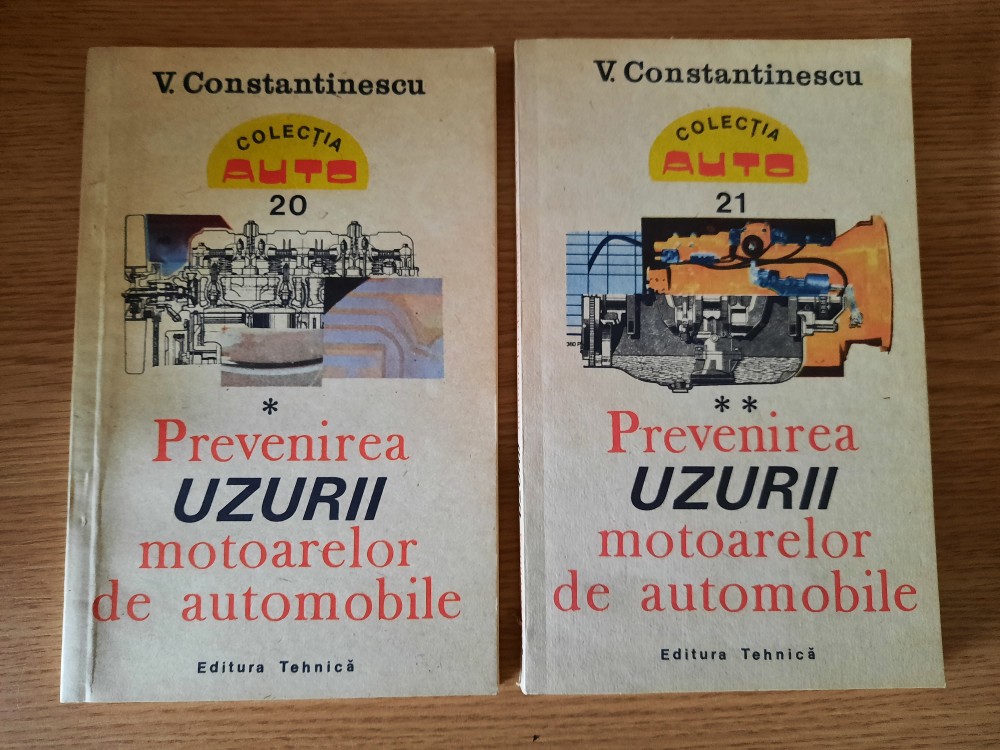 V. Constantinescu
COLECȚIA
AUTO
20
*
Prevenirea
UZURII
motoarelor
de automobile
Editura Tehnică
V. Constantinescu
COLECȚIA
AUTO
21
360 P
**
Prevenirea
UZURII
motoarelor
de automobile
Editura Tehnică